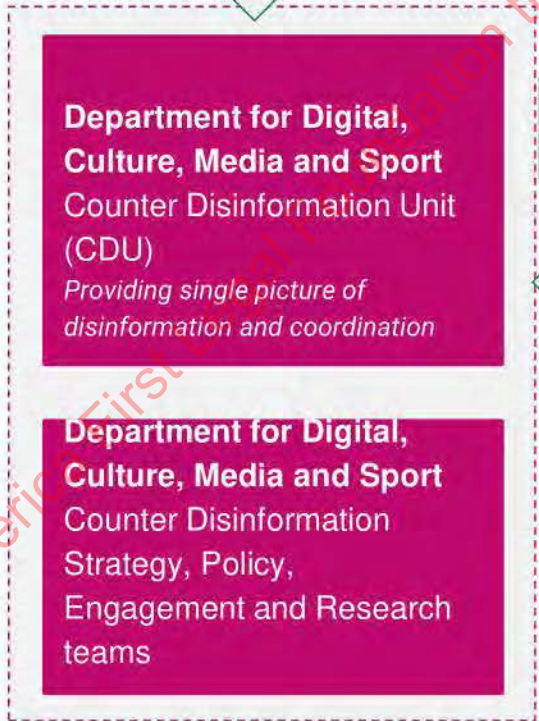 Department for Digital,
Culture, Media and Sport
Counter Disinformation Unit
(CDU)
Providing single picture of
disinformation and coordination
Department for Digital,
Culture, Media and Sport
Counter Disinformation
Strategy, Policy,
Engagement and Research
teams